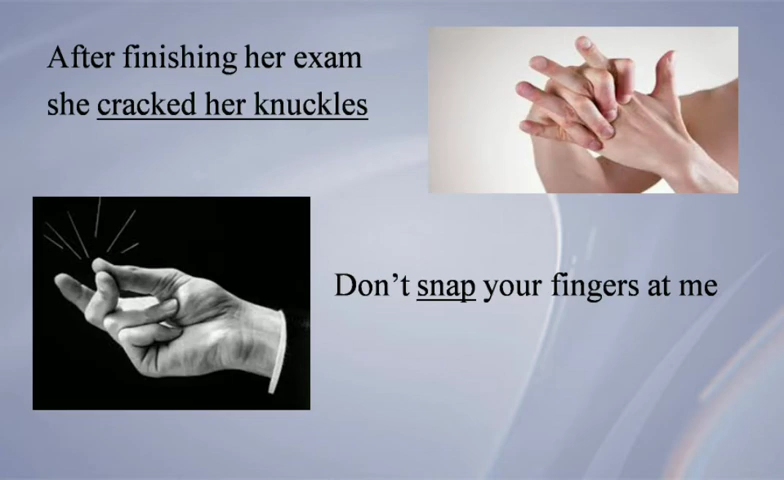 After finishing her exam
she cracked her knuckles
Don’t snap your fingers at me